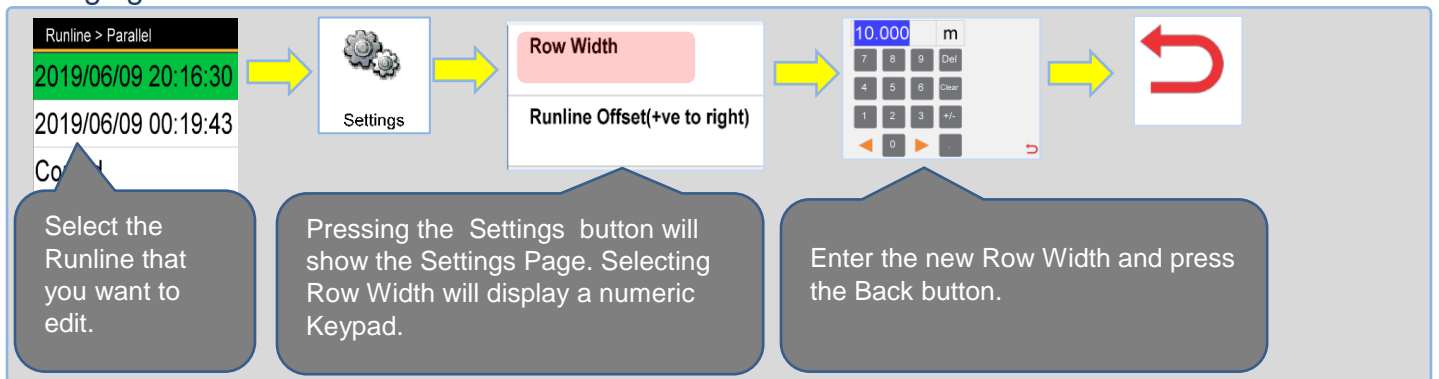 Runline > Parallel
2019/06/09 20:16:30
2019/06/09 00:19:43
Select the
Runline that
you want to
edit.
Settings
Row Width
Runline Offset(+ve to right)
Pressing the Settings button will
show the Settings Page. Selecting
Row Width will display a numeric
Keypad.
10.000 m
7 8 9 Del
4 5 6 Clear
1 2 3 +/-
0 .
Enter the new Row Width and press
the Back button.